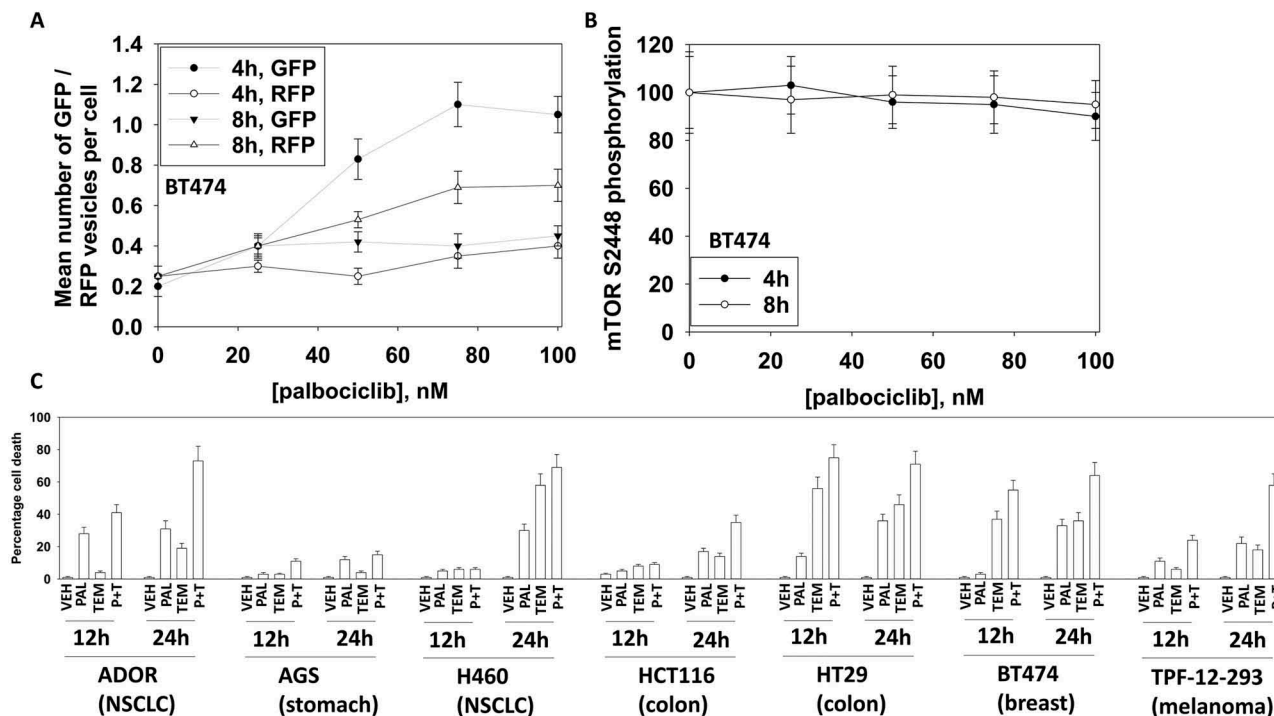 A
Mean number of GFP /
RFP vesicles per cell
1.4
1.2
1.0
0.8
0.6
0.4
0.2
0.0
4h, GFP
4h, RFP
8h, GFP
8h, RFP
BT474
0 20 40 60 80 100
[palbociclib], nM
B
mTOR S2448 phosphorylation
120
100
80
60
40
20
0
BT474
4h
8h
0 20 40 60 80 100
[palbociclib], nM
C
Percentage cell death
100
80
60
40
20
0
VEH PAL TEM P+T VEH PAL TEM P+T VEH PAL TEM P+T VEH PAL TEM P+T VEH PAL TEM P+T VEH PAL TEM P+T VEH PAL TEM P+T VEH PAL TEM P+T VEH PAL TEM P+T VEH PAL TEM P+T VEH PAL TEM P+T VEH PAL TEM P+T VEH PAL TEM P+T VEH PAL TEM P+T
12h 24h 12h 24h 12h 24h 12h 24h 12h 24h 12h 24h 12h 24h
ADOR AGS H460 HCT116 HT29 BT474 TPF-12-293
(NSCLC) (stomach) (NSCLC) (colon) (colon) (breast) (melanoma)